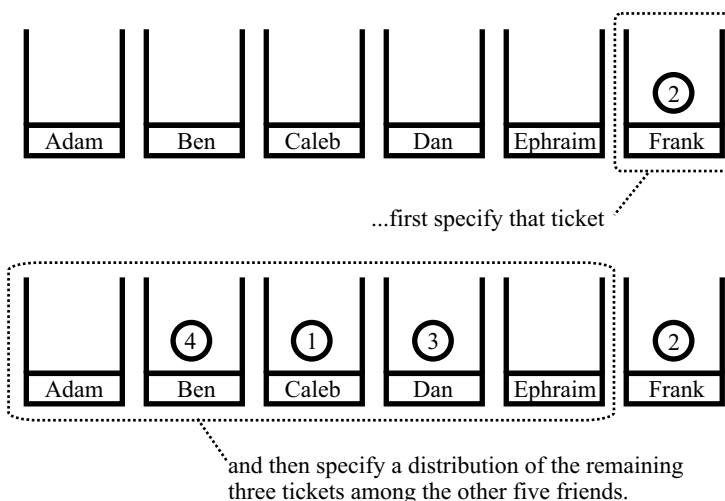 2
Adam Ben Caleb Dan Ephraim Frank
...first specify that ticket
4 1 3 2
Adam Ben Caleb Dan Ephraim Frank
and then specify a distribution of the remaining
three tickets among the other five friends.